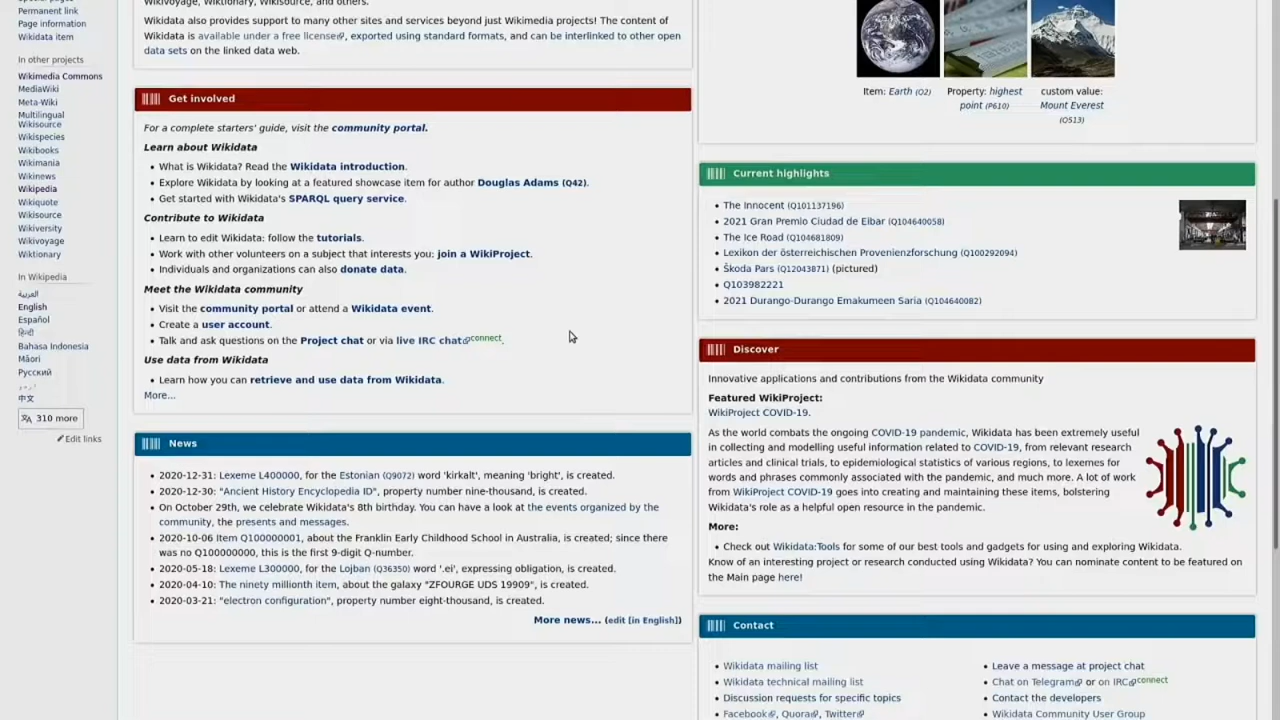 Permanent link
Page information
Wikidata item
In other projects
Wikimedia Commons
MediaWiki
Meta-Wiki
Multilingual
Wikisource
Wikispecies
Wikibooks
Wikimania
Wikinews
Wikipedia
Wikiquote
Wikisource
Wikiversity
Wikivoyage
Wiktionary
In Wikipedia
العربية
English
Español
हिन्दी
Bahasa Indonesia
Māori
Русский
اردو
中文
310 more
Edit links
Wikivoyage, Wiktionary, Wikisource, and others.
Wikidata also provides support to many other sites and services beyond just Wikimedia projects! The content of
Wikidata is available under a free license, exported using standard formats, and can be interlinked to other open
data sets on the linked data web.
Get involved
For a complete starters' guide, visit the community portal.
Learn about Wikidata
• What is Wikidata? Read the Wikidata introduction.
• Explore Wikidata by looking at a featured showcase item for author Douglas Adams (Q42).
• Get started with Wikidata's SPARQL query service.
Contribute to Wikidata
• Learn to edit Wikidata: follow the tutorials.
• Work with other volunteers on a subject that interests you: join a WikiProject.
• Individuals and organizations can also donate data.
Meet the Wikidata community
• Visit the community portal or attend a Wikidata event.
• Create a user account.
• Talk and ask questions on the Project chat or via live IRC chat connect.
Use data from Wikidata
• Learn how you can retrieve and use data from Wikidata.
More...
News
• 2020-12-31: Lexeme L400000, for the Estonian (Q9072) word 'kirkalt', meaning 'bright', is created.
• 2020-12-30: "Ancient History Encyclopedia ID", property number nine-thousand, is created.
• On October 29th, we celebrate Wikidata's 8th birthday. You can have a look at the events organized by the
community, the presents and messages.
• 2020-10-06 Item Q100000001, about the Franklin Early Childhood School in Australia, is created; since there
was no Q100000000, this is the first 9-digit Q-number.
• 2020-05-18: Lexeme L300000, for the Lojban (Q36350) word '.ei', expressing obligation, is created.
• 2020-04-10: The ninety millionth item, about the galaxy "ZFOURGE UDS 19909", is created.
• 2020-03-21: "electron configuration", property number eight-thousand, is created.
More news... (edit [in English])
Item: Earth (Q2)
Property: highest
point (P610)
custom value:
Mount Everest
(Q513)
Current highlights
• The Innocent (Q101137196)
• 2021 Gran Premio Ciudad de Eibar (Q104640058)
• The Ice Road (Q104681809)
• Lexikon der österreichischen Provenienzforschung (Q100292094)
• Škoda Pars (Q12043871) (pictured)
• Q103982221
• 2021 Durango-Durango Emakumeen Saria (Q104640082)
Discover
Innovative applications and contributions from the Wikidata community
Featured WikiProject:
WikiProject COVID-19.
As the world combats the ongoing COVID-19 pandemic, Wikidata has been extremely useful
in collecting and modelling useful information related to COVID-19, from relevant research
articles and clinical trials, to epidemiological statistics of various regions, to lexemes for
words and phrases commonly associated with the pandemic, and much more. A lot of work
from WikiProject COVID-19 goes into creating and maintaining these items, bolstering
Wikidata's role as a helpful open resource in the pandemic.
More:
• Check out Wikidata:Tools for some of our best tools and gadgets for using and exploring Wikidata.
Know of an interesting project or research conducted using Wikidata? You can nominate content to be featured on
the Main page here!
Contact
• Wikidata mailing list
• Wikidata technical mailing list
• Discussion requests for specific topics
• Facebook, Quora, Twitter
• Leave a message at project chat
• Chat on Telegram or on IRC connect
• Contact the developers
• Wikidata Community User Group